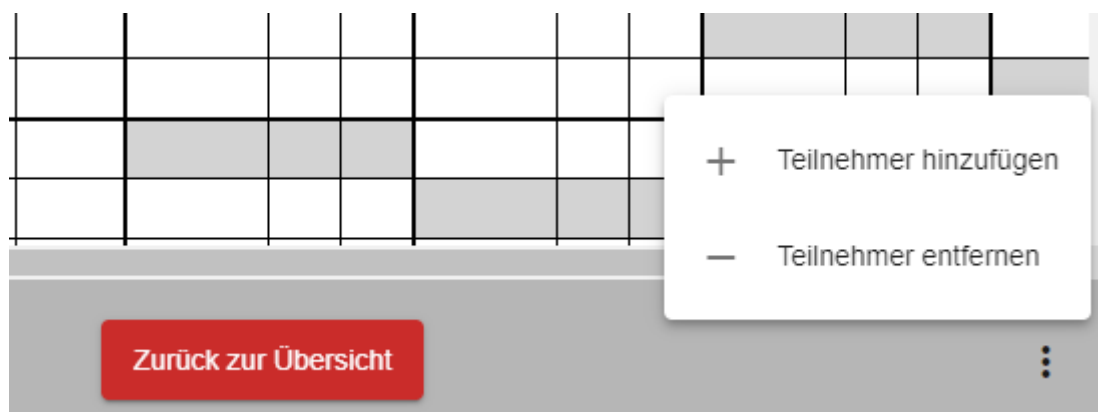 Teilnehmer hinzufügen
Teilnehmer entfernen
Zurück zur Übersicht